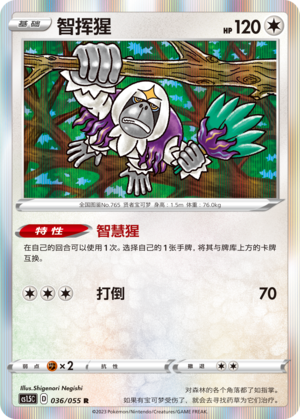 基础 智挥猩 HP 120
全国图鉴No.765 贤者宝可梦 身高：1.5m 体重：76.0kg
特性 智慧猩
在自己的回合可以使用1次。选择自己的1张手牌，将其与牌库上方的卡牌
互换。
打倒 70
弱点 ×2 抵抗力 撤退
Illus.Shigenori Negishi
cs1.5C D 036/055 R
对森林的各个角落都了如指掌。
如果有宝可梦受伤了，就会去寻找药草为它们治疗。
©2023 Pokémon/Nintendo/Creatures/GAME FREAK